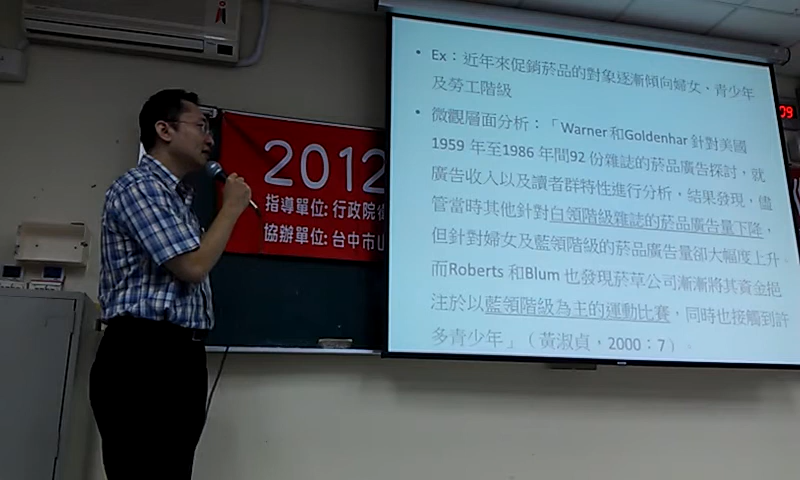 2012
指導單位: 行政院
協辦單位: 台中市
• Ex：近年來促銷菸品的對象逐漸傾向婦女、青少年
及勞工階級
• 微觀層面分析：「Warner 和Goldenhar 針對美國
1959 年至1986 年間92 份雜誌的菸品廣告探討，就
廣告收入以及讀者群特性進行分析，結果發現，儘
管當時其他針對白領階級雜誌的菸品廣告量下降，
但針對婦女及藍領階級的菸品廣告量卻大幅度上升。
而Roberts 和Blum 也發現菸草公司漸漸將其資金挹
注於以藍領階級為主的運動比賽，同時也接觸到許
多青少年」（黃淑貞，2000：7）。
09